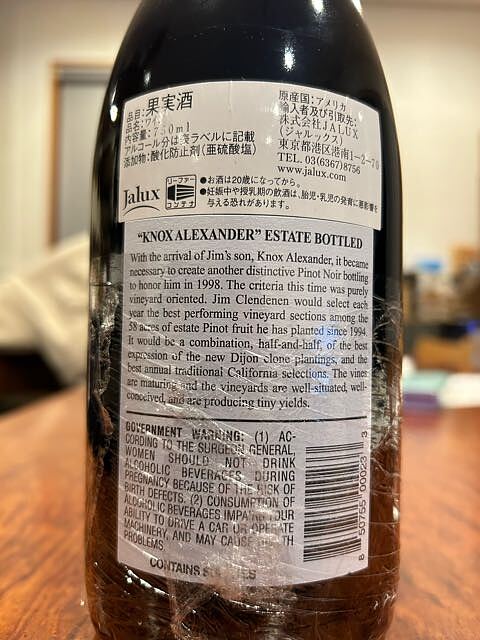 品目:果実酒
品名:ワイン
内容量:750ml
アルコール分は表ラベルに記載
添加物:酸化防止剤(亜硫酸塩)
原産国:アメリカ
輸入者及び引取先:
株式会社JALUX
(ジャルックス)
東京都港区港南1-2-70
TEL. 03(6367)8756
www.jalux.com
Jalux
リーファー
コンテナ
●お酒は20歳になってから。
●妊娠中や授乳期の飲酒は、胎児・乳児の発育に悪影響を
与える恐れがあります。
"KNOX ALEXANDER" ESTATE BOTTLED
With the arrival of Jim's son, Knox Alexander, it became
necessary to create another distinctive Pinot Noir bottling
to honor him in 1998. The criteria this time was purely
vineyard oriented. Jim Clendenen would select each
year the best performing vineyard sections among the
58 acres of estate Pinot fruit he has planted since 1994.
It would be a combination, half-and-half, of the best
expression of the new Dijon clone plantings, and the
best annual traditional California selections. The vines
are maturing and the vineyards are well-situated, well-
conceived, and are producing tiny yields.
GOVERNMENT WARNING: (1) AC-
CORDING TO THE SURGEON GENERAL,
WOMEN SHOULD NOT DRINK
ALCOHOLIC BEVERAGES DURING
PREGNANCY BECAUSE OF THE RISK OF
BIRTH DEFECTS. (2) CONSUMPTION OF
ALCOHOLIC BEVERAGES IMPAIRS YOUR
ABILITY TO DRIVE A CAR OR OPERATE
MACHINERY, AND MAY CAUSE HEALTH
PROBLEMS
CONTAINS SULFITES
8 50755 00023 3